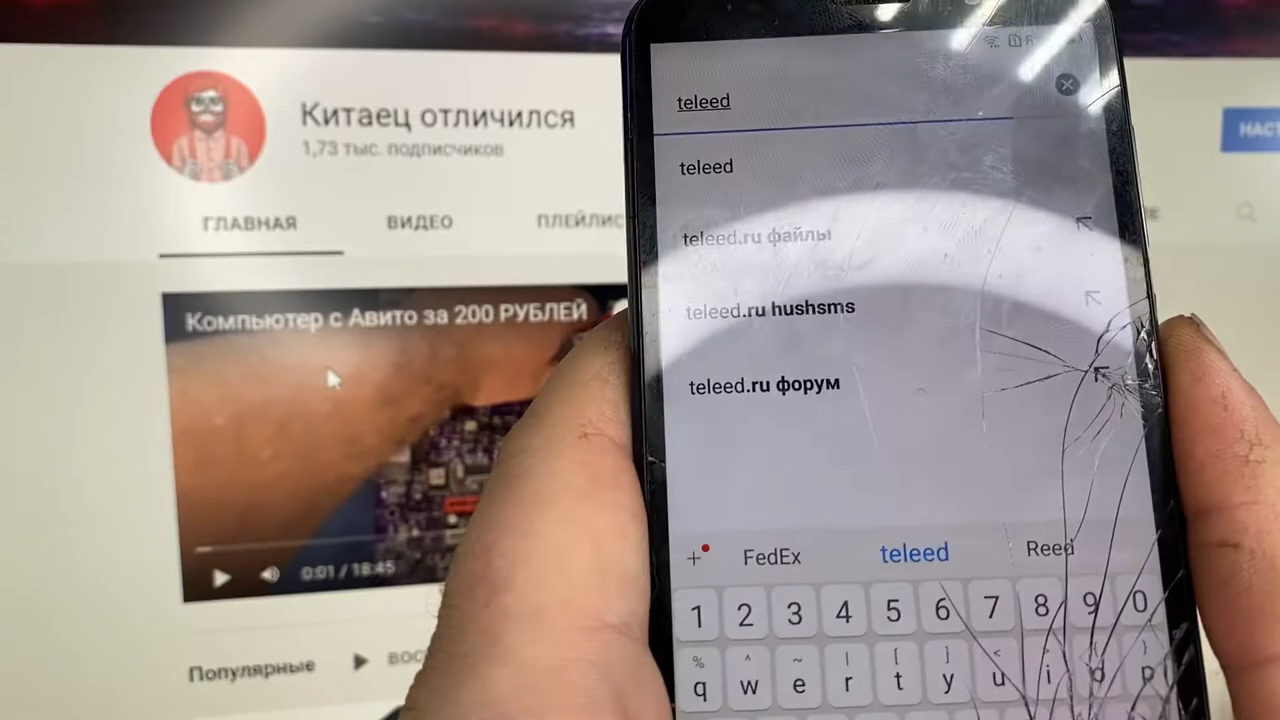 Китаец отличился
1,73 тыс. подписчиков
ГЛАВНАЯ
ВИДЕО
ПЛЕЙЛИС
НАСТ
Компьютер с Авито за 200 РУБЛЕЙ
0:01 / 18:45
Популярные
teleed
teleed
teleed.ru файлы
teleed.ru hushsms
teleed.ru форум
+ FedEx teleed Reed
1 2 3 4 5 6 7 8 9 0
% ^ ~ | [ ] < {  }
q w e r t y u i p